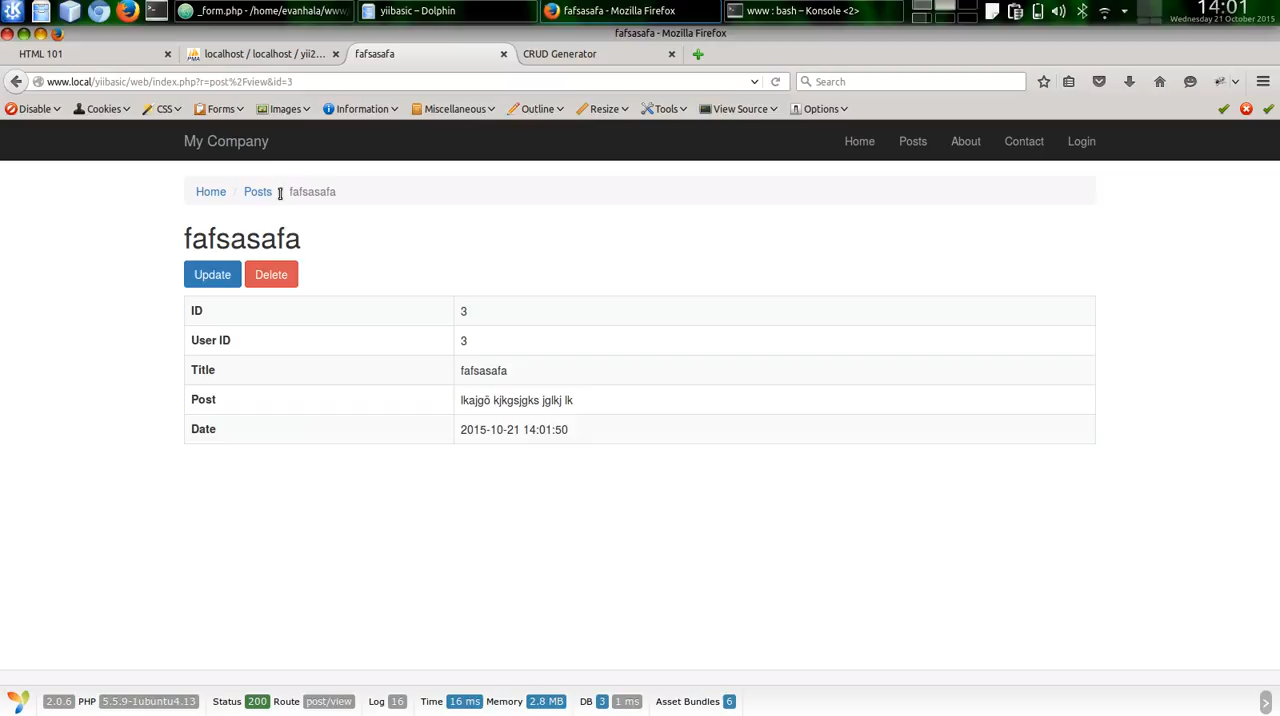 _form.php - /home/evanhala/www, yiibasic – Dolphin fafsasafa - Mozilla Firefox www : bash – Konsole <2> 14:01
Wednesday 21 October 2015
fafsasafa - Mozilla Firefox
HTML 101 localhost / localhost / yii2... fafsasafa CRUD Generator
www.local/yiibasic/web/index.php?r=post%2Fview&id=3 Search
Disable Cookies CSS Forms Images Information Miscellaneous Outline Resize Tools View Source Options
My Company Home Posts About Contact Login
Home / Posts fafsasafa
fafsasafa
Update Delete
ID 3
User ID 3
Title fafsasafa
Post lkajgõ kjkgsjgks jglkj lk
Date 2015-10-21 14:01:50
2.0.6 PHP 5.5.9-1ubuntu4.13 Status 200 Route post/view Log 16 Time 16 ms Memory 2.8 MB DB 3 1 ms Asset Bundles 6